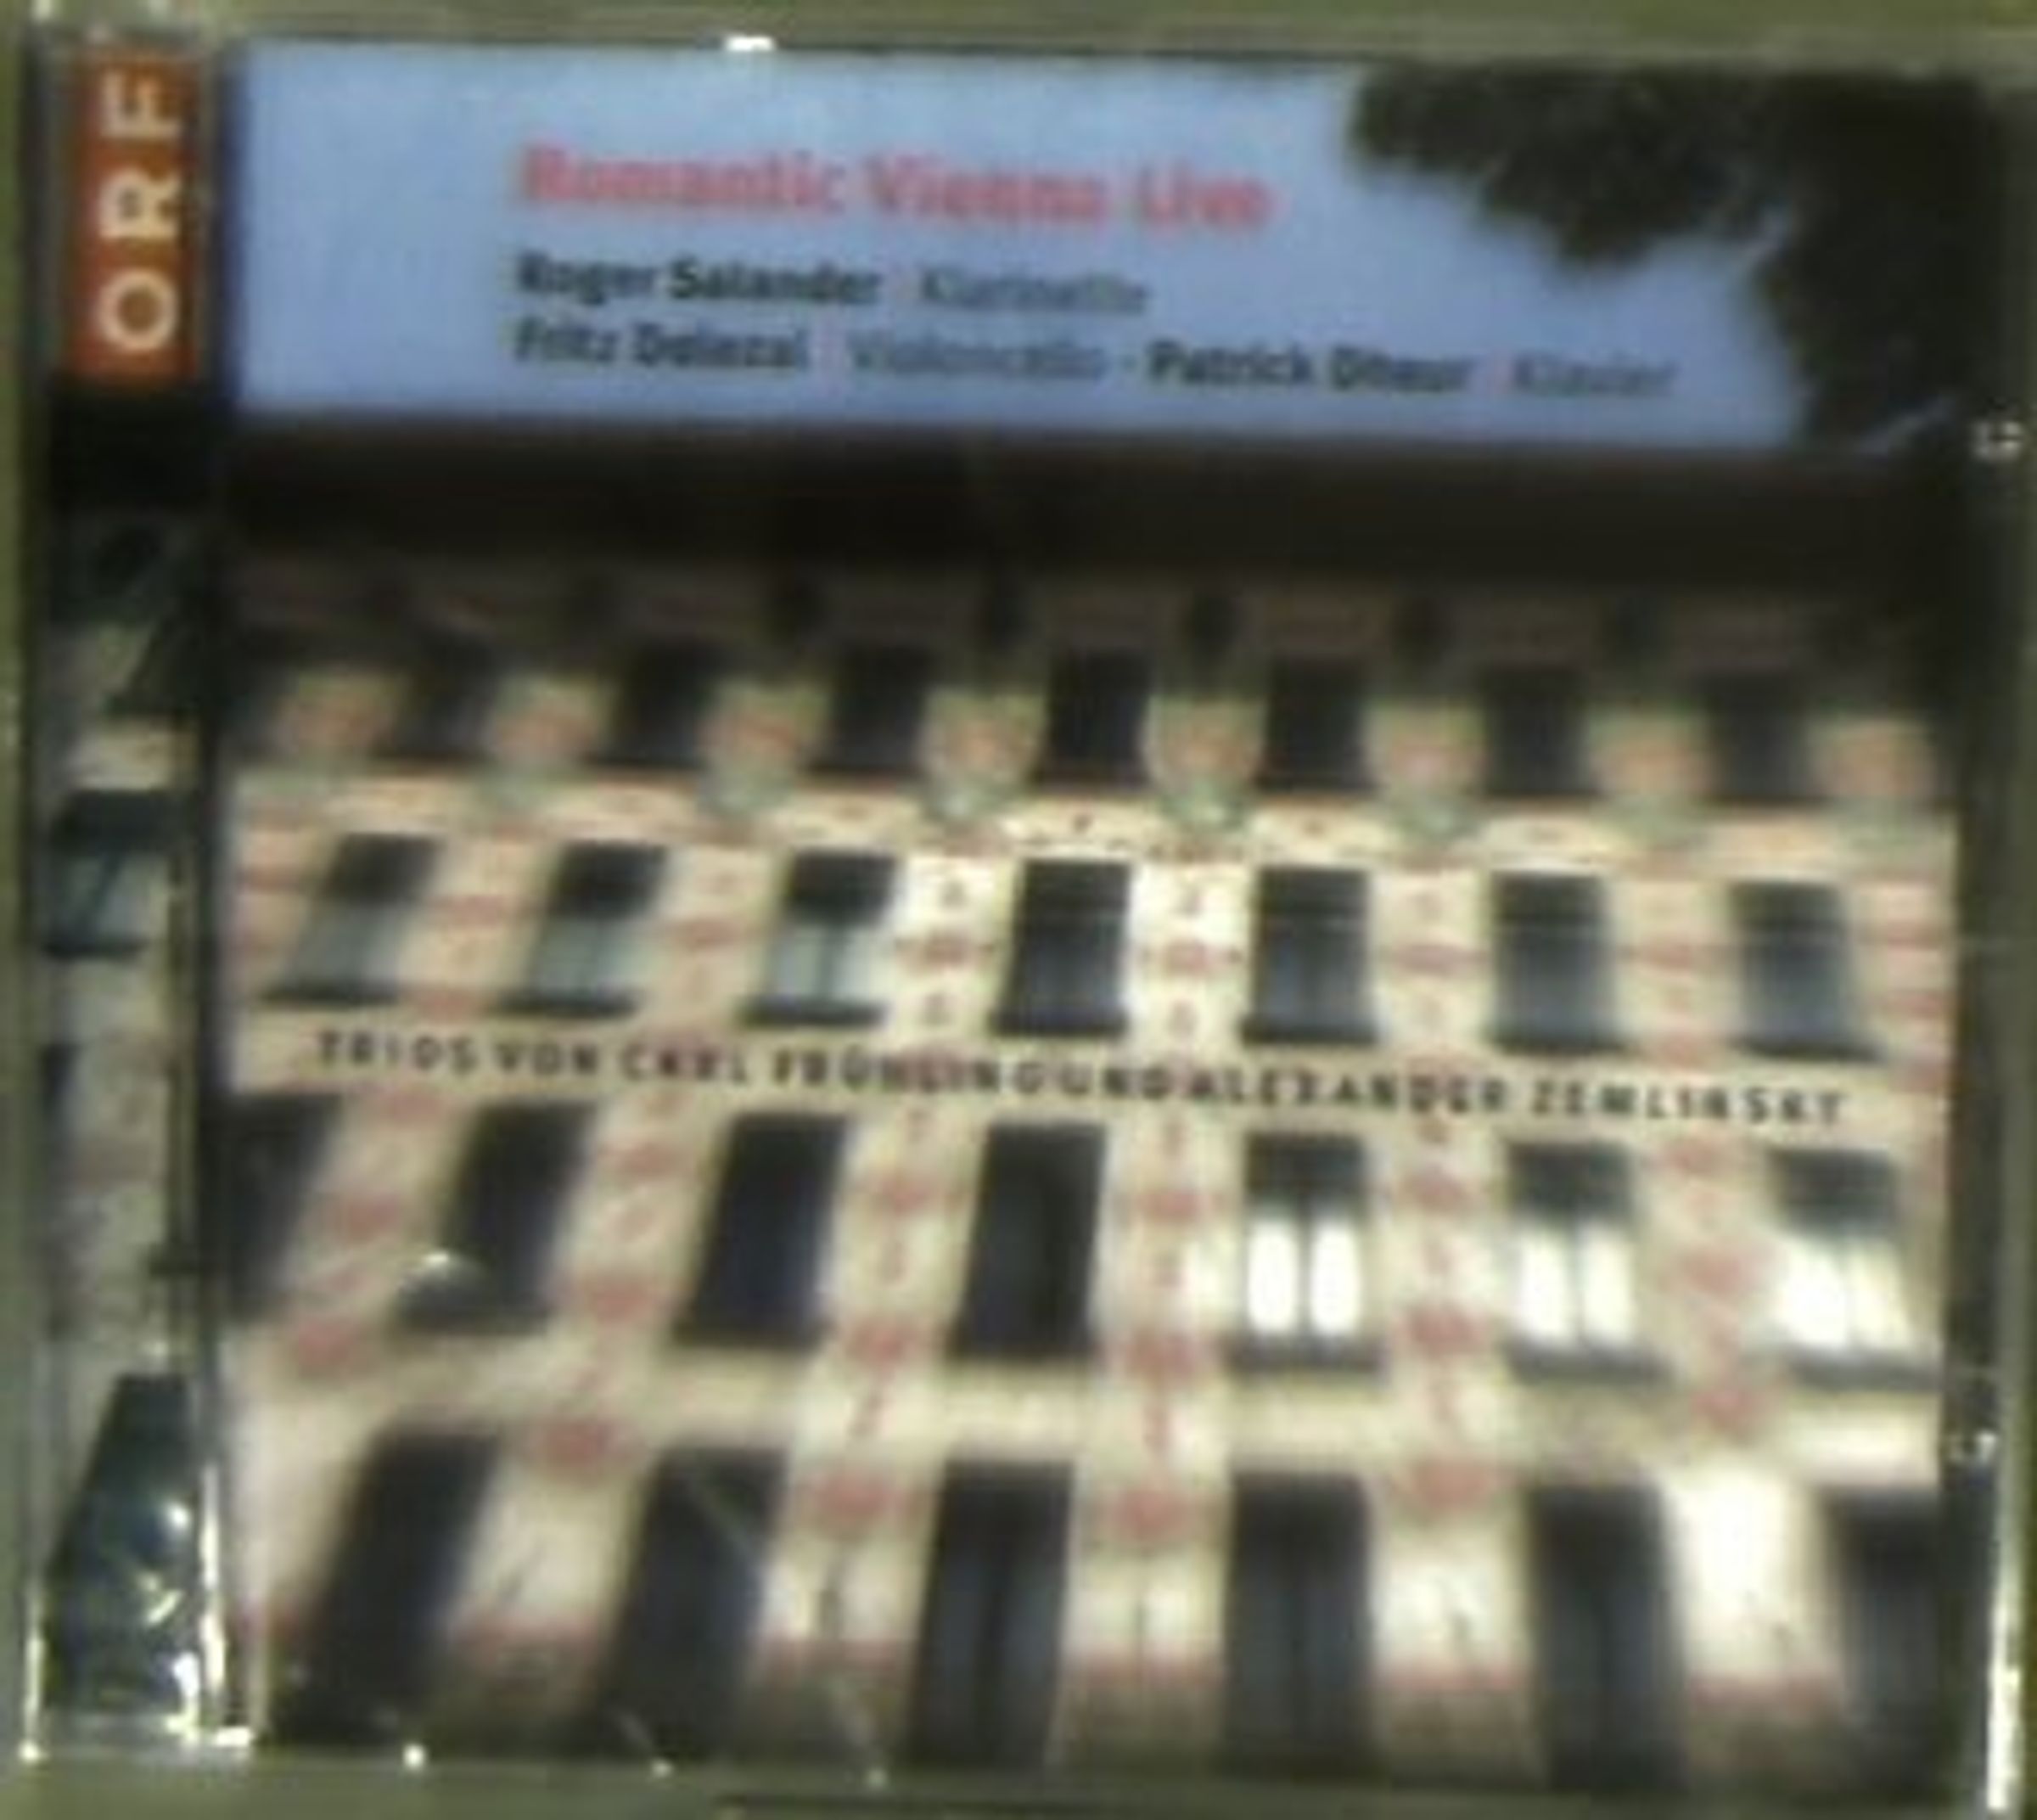 ORF
Romantic Vienna Live
Roger Salander | Klarinette
Fritz Dolezal | Violoncello - Patrick Dheur | Klavier
TRIOS VON CARL FRÜHLING UND ALEXANDER ZEMLINSKY